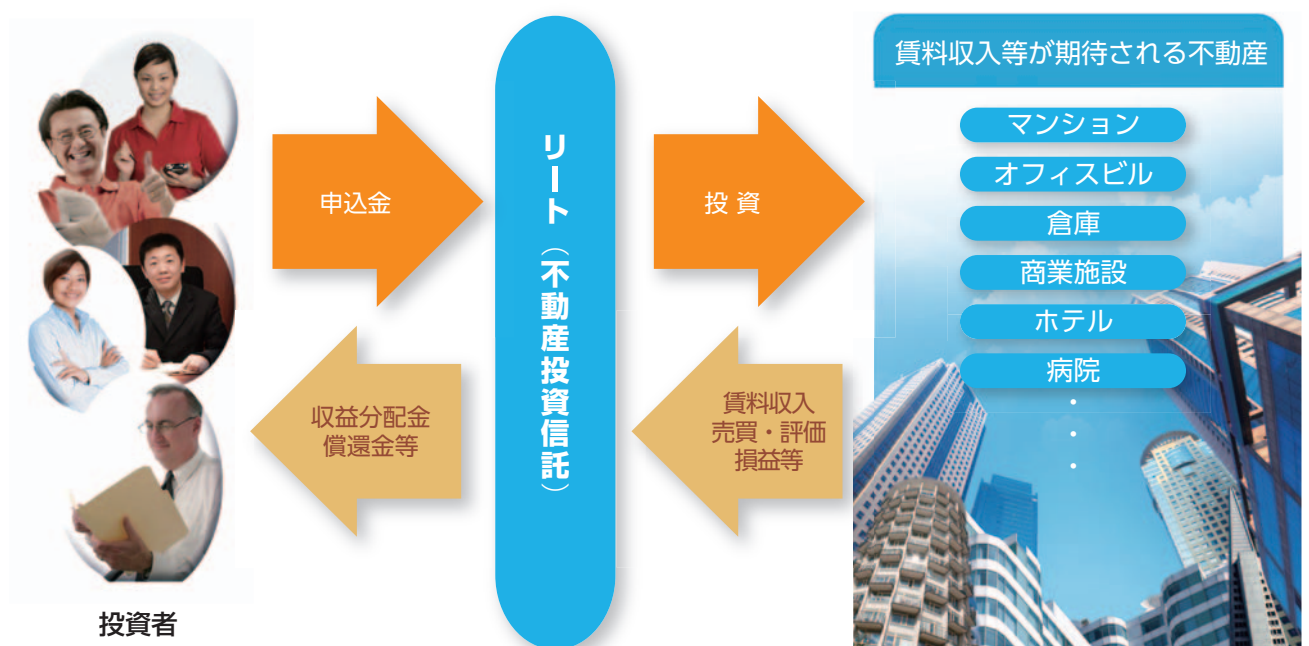 申込金
収益分配金
償還金等
投資者
リート（不動産投資信託）
投 資
賃料収入
売買・評価
損益等
賃料収入等が期待される不動産
マンション
オフィスビル
倉庫
商業施設
ホテル
病院
・
・
・